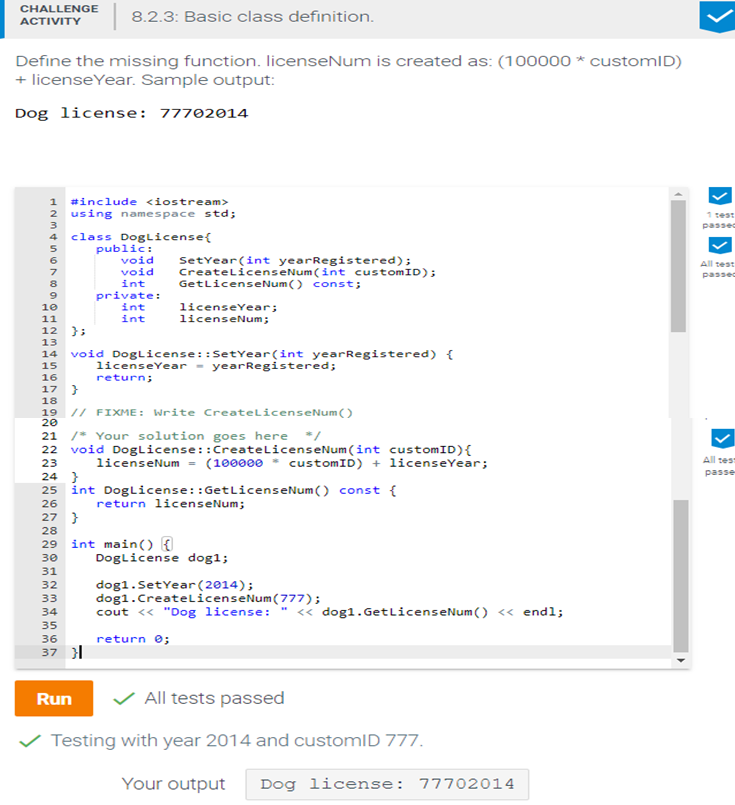 CHALLENGE
ACTIVITY
8.2.3: Basic class definition.
Define the missing function. licenseNum is created as: (100000 * customID)
+ licenseYear. Sample output:
Dog license: 77702014
1 #include <iostream>
2 using namespace std;
3
4 class DogLicense{
5 public:
6 void SetYear(int yearRegistered);
7 void CreateLicenseNum(int customID);
8 int GetLicenseNum() const;
9 private:
10 int licenseYear;
11 int licenseNum;
12 };
13
14 void DogLicense::SetYear(int yearRegistered) {
15 licenseYear = yearRegistered;
16 return;
17 }
18
19 // FIXME: Write CreateLicenseNum()
20
21 /* Your solution goes here */
22 void DogLicense::CreateLicenseNum(int customID){
23 licenseNum = (100000 * customID) + licenseYear;
24 }
25 int DogLicense::GetLicenseNum() const {
26 return licenseNum;
27 }
28
29 int main() {
30 DogLicense dog1;
31
32 dog1.SetYear(2014);
33 dog1.CreateLicenseNum(777);
34 cout << "Dog license: " << dog1.GetLicenseNum() << endl;
35
36 return 0;
37 }
1 test
passed
All test
passed
All test
passe
Run
All tests passed
Testing with year 2014 and customID 777.
Your output
Dog license: 77702014